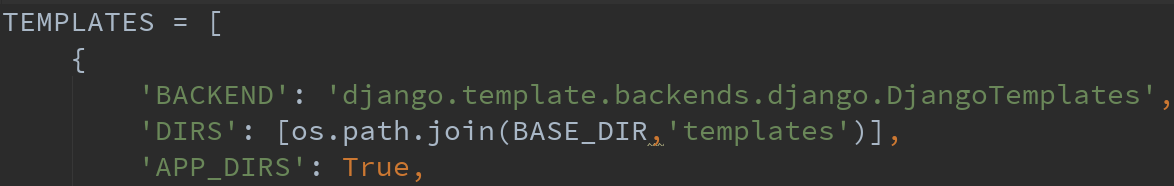 TEMPLATES = [
    {
        'BACKEND': 'django.template.backends.django.DjangoTemplates',
        'DIRS': [os.path.join(BASE_DIR,'templates')],
        'APP_DIRS': True,